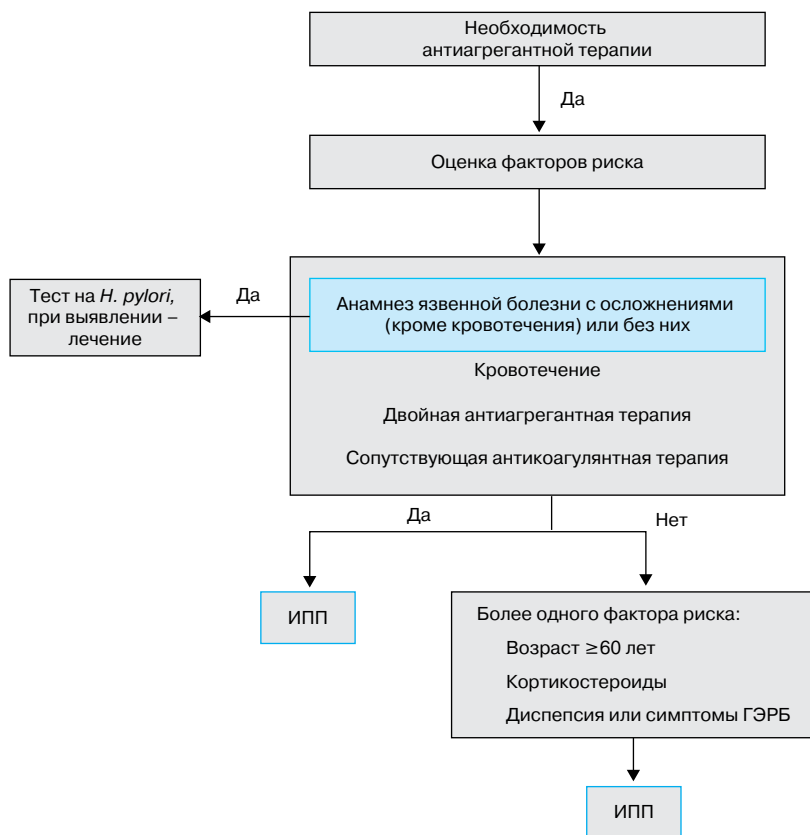 Необходимость
антиагрегантной терапии
Да
Оценка факторов риска
Тест на H. pylori,
при выявлении –
лечение
Да
Анамнез язвенной болезни с осложнениями
(кроме кровотечения) или без них
Кровотечение
Двойная антиагрегантная терапия
Сопутствующая антикоагулянтная терапия
Да
Нет
ИПП
Более одного фактора риска:
Возраст ≥60 лет
Кортикостероиды
Диспепсия или симптомы ГЭРБ
ИПП